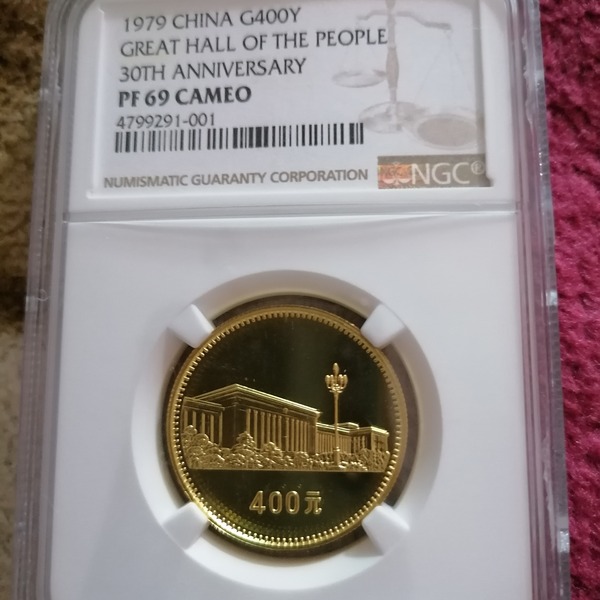 1979 CHINA G400Y
GREAT HALL OF THE PEOPLE
30TH ANNIVERSARY
PF 69 CAMEO
4799291-001
NUMISMATIC GUARANTY CORPORATION
NGC®
400元